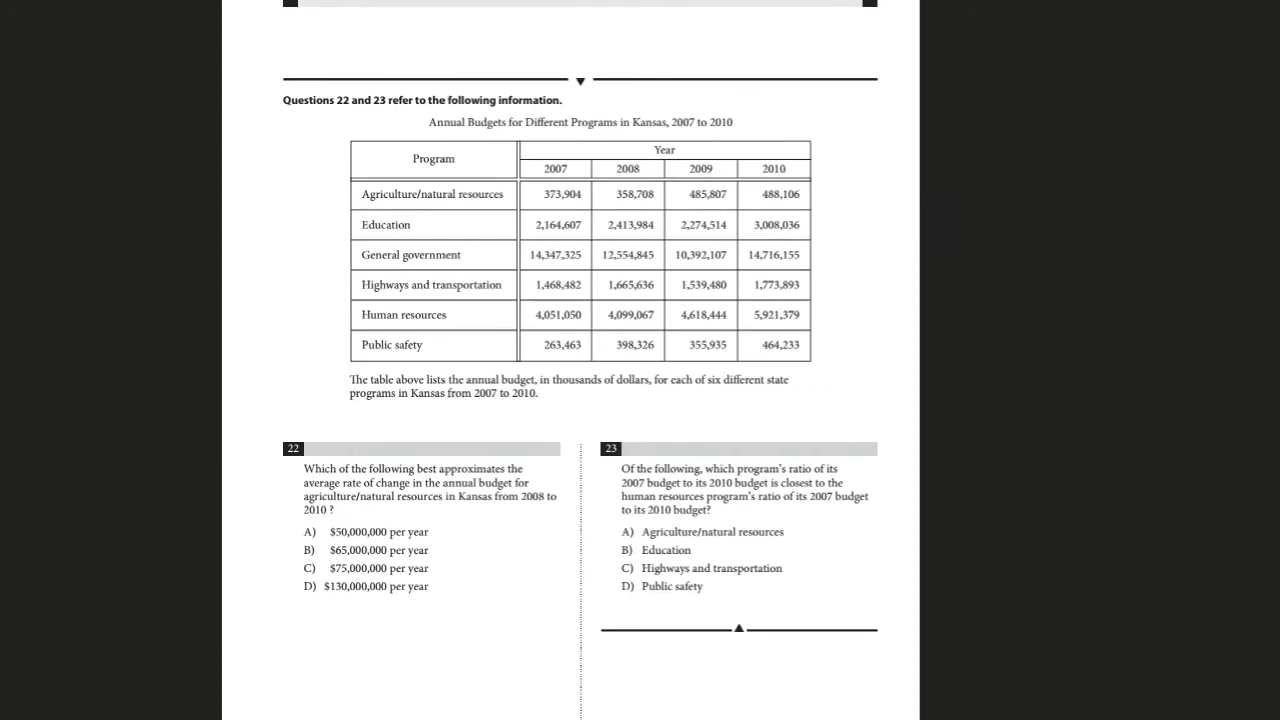 Questions 22 and 23 refer to the following information.
Annual Budgets for Different Programs in Kansas, 2007 to 2010
Program Year
2007 2008 2009 2010
Agriculture/natural resources 373,904 358,708 485,807 488,106
Education 2,164,607 2,413,984 2,274,514 3,008,036
General government 14,347,325 12,554,845 10,392,107 14,716,155
Highways and transportation 1,468,482 1,665,636 1,539,480 1,773,893
Human resources 4,051,050 4,099,067 4,618,444 5,921,379
Public safety 263,463 398,326 355,935 464,233
The table above lists the annual budget, in thousands of dollars, for each of six different state
programs in Kansas from 2007 to 2010.
22
Which of the following best approximates the
average rate of change in the annual budget for
agriculture/natural resources in Kansas from 2008 to
2010 ?
A) $50,000,000 per year
B) $65,000,000 per year
C) $75,000,000 per year
D) $130,000,000 per year
23
Of the following, which program's ratio of its
2007 budget to its 2010 budget is closest to the
human resources program's ratio of its 2007 budget
to its 2010 budget?
A) Agriculture/natural resources
B) Education
C) Highways and transportation
D) Public safety